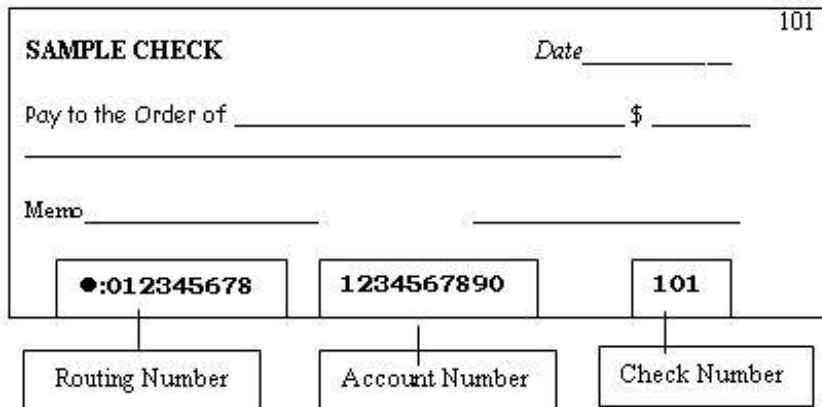 101
SAMPLE CHECK Date
Pay to the Order of $
Memo
●:012345678 1234567890 101
Routing Number Account Number Check Number